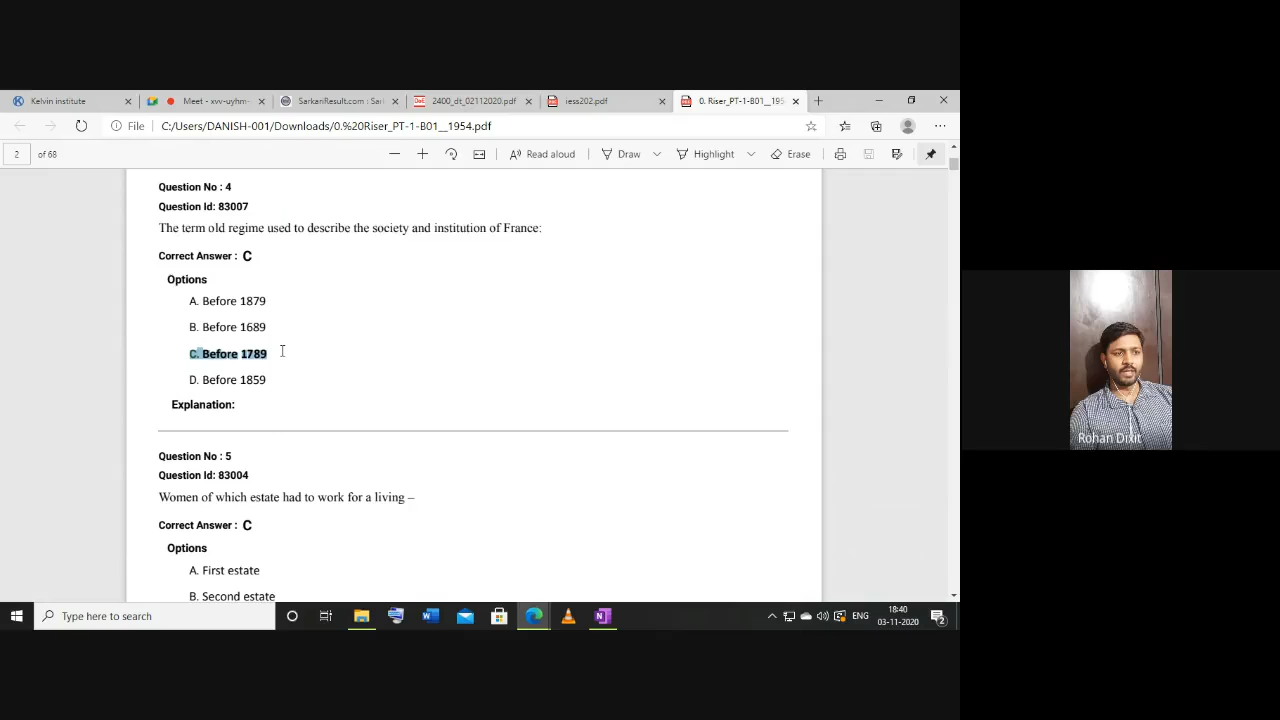 Kelvin institute
Meet - xvv-uyhm-
SarkariResult.com : Sark
2400_dt_02112020.pdf
iess202.pdf
0. Riser_PT-1-B01__195
File
C:/Users/DANISH-001/Downloads/0.%20Riser_PT-1-B01__1954.pdf
2 of 68
Read aloud
Draw
Highlight
Erase
Question No : 4
Question Id: 83007
The term old regime used to describe the society and institution of France:
Correct Answer : C
Options
A. Before 1879
B. Before 1689
C. Before 1789
D. Before 1859
Explanation:
Question No : 5
Question Id: 83004
Women of which estate had to work for a living –
Correct Answer : C
Options
A. First estate
B. Second estate
Rohan Dixit
Type here to search
ENG
18:40
03-11-2020
2